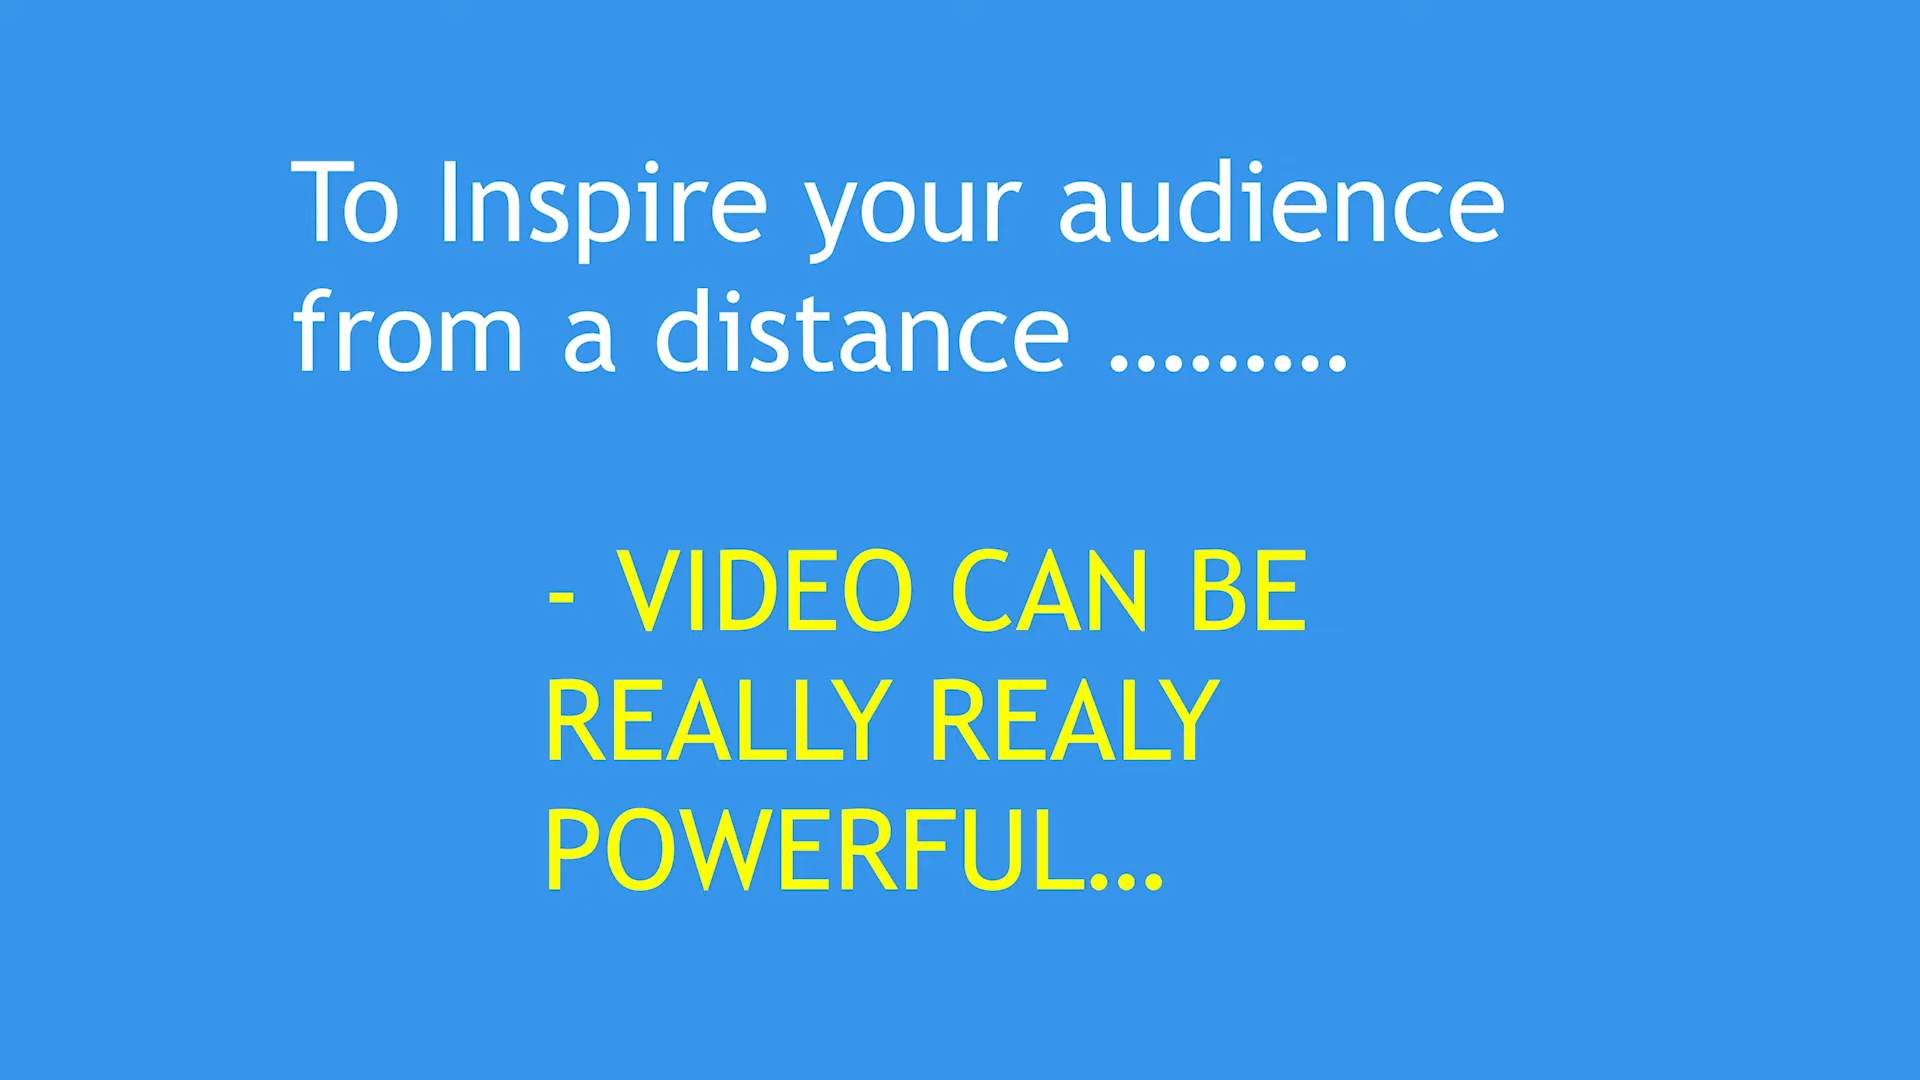 To Inspire your audience
from a distance .........
- VIDEO CAN BE
REALLY REALY
POWERFUL...